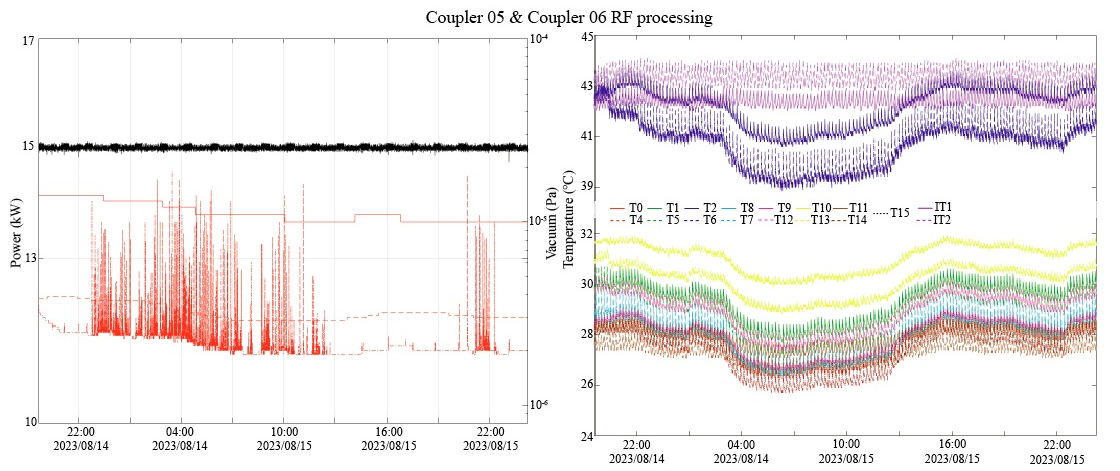 Coupler 05 & Coupler 06 RF processing
17
15
13
10
Power (kW)
10-4
10-5
10-6
Vacuum (Pa)
22:00 04:00 10:00 16:00 22:00
2023/08/14 2023/08/14 2023/08/15 2023/08/15 2023/08/15
45
43
41
39
32
30
28
26
24
Temperature (°C)
T0 T1 T2 T8 T9 T10 T11 T15 IT1
T4 T5 T6 T7 T12 T13 T14 IT2
22:00 04:00 10:00 16:00 22:00
2023/08/14 2023/08/14 2023/08/15 2023/08/15 2023/08/15